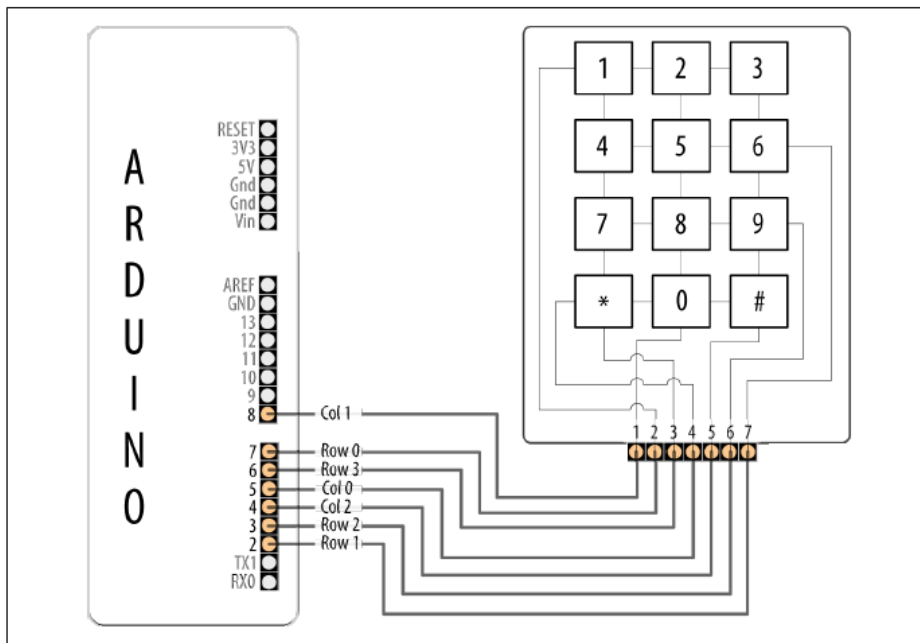 ARDUINO
RESET
3V3
5V
Gnd
Gnd
Vin
AREF
GND
13
12
11
10
9
8
7
6
5
4
3
2
TX1
RX0
Col 1
Row 0
Row 3
Col 0
Col 2
Row 2
Row 1
1 2 3
4 5 6
7 8 9
* 0 #
1 2 3 4 5 6 7